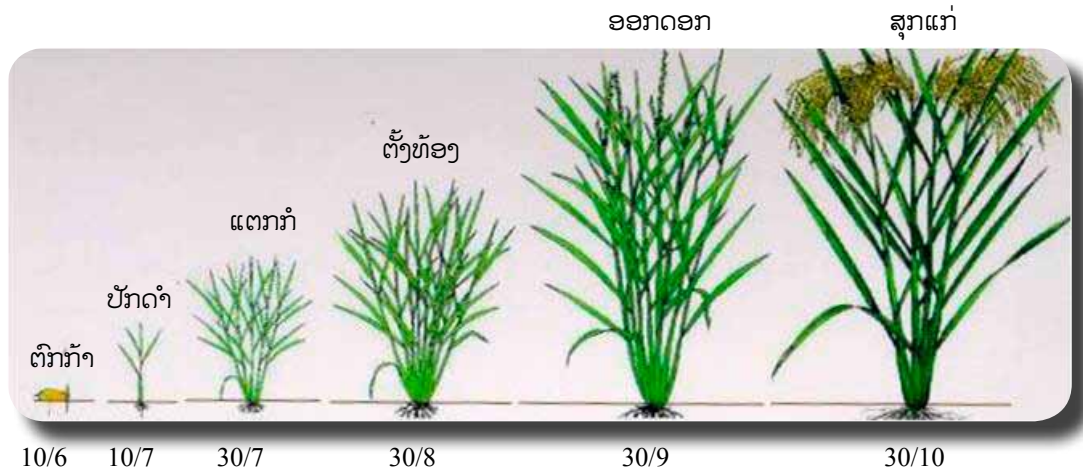 ອອກດອກ ສຸກແກ່
ຕັ້ງທ້ອງ
ແຕກກໍ
ປັກດຳ
ຕົກກ້າ
10/6 10/7 30/7 30/8 30/9 30/10